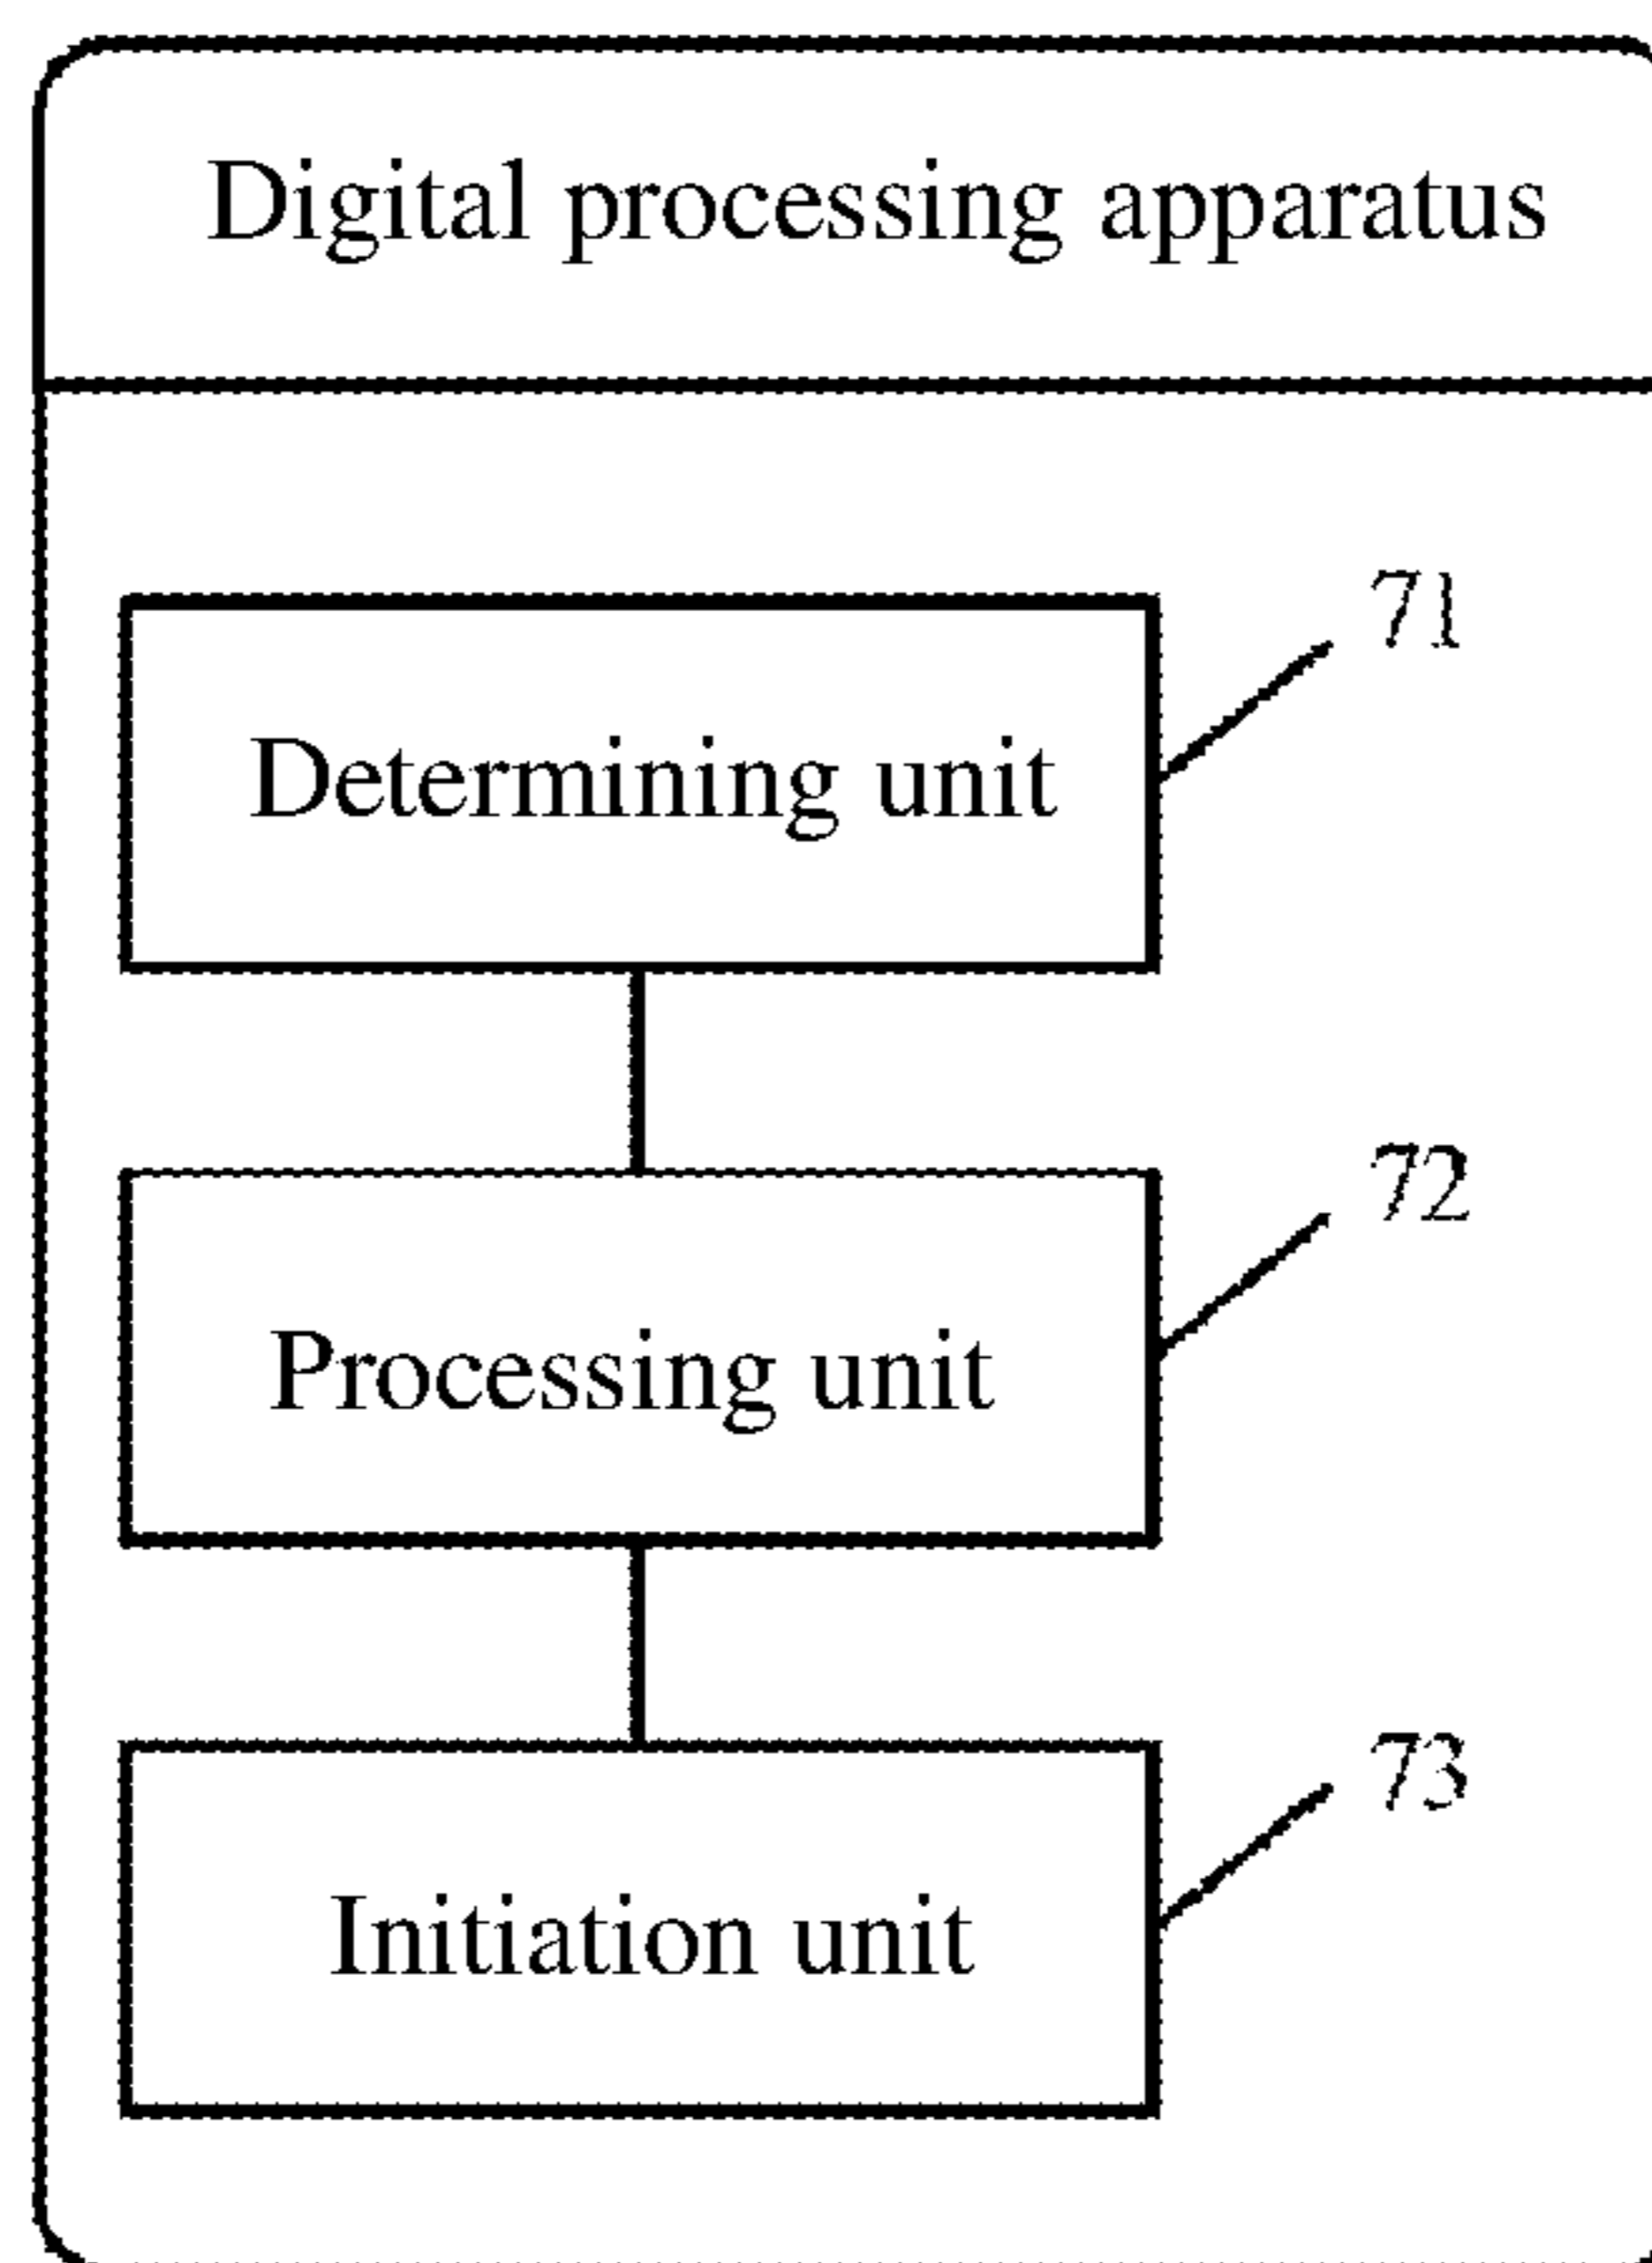 Digital processing apparatus
71
Determining unit
72
Processing unit
73
Initiation unit